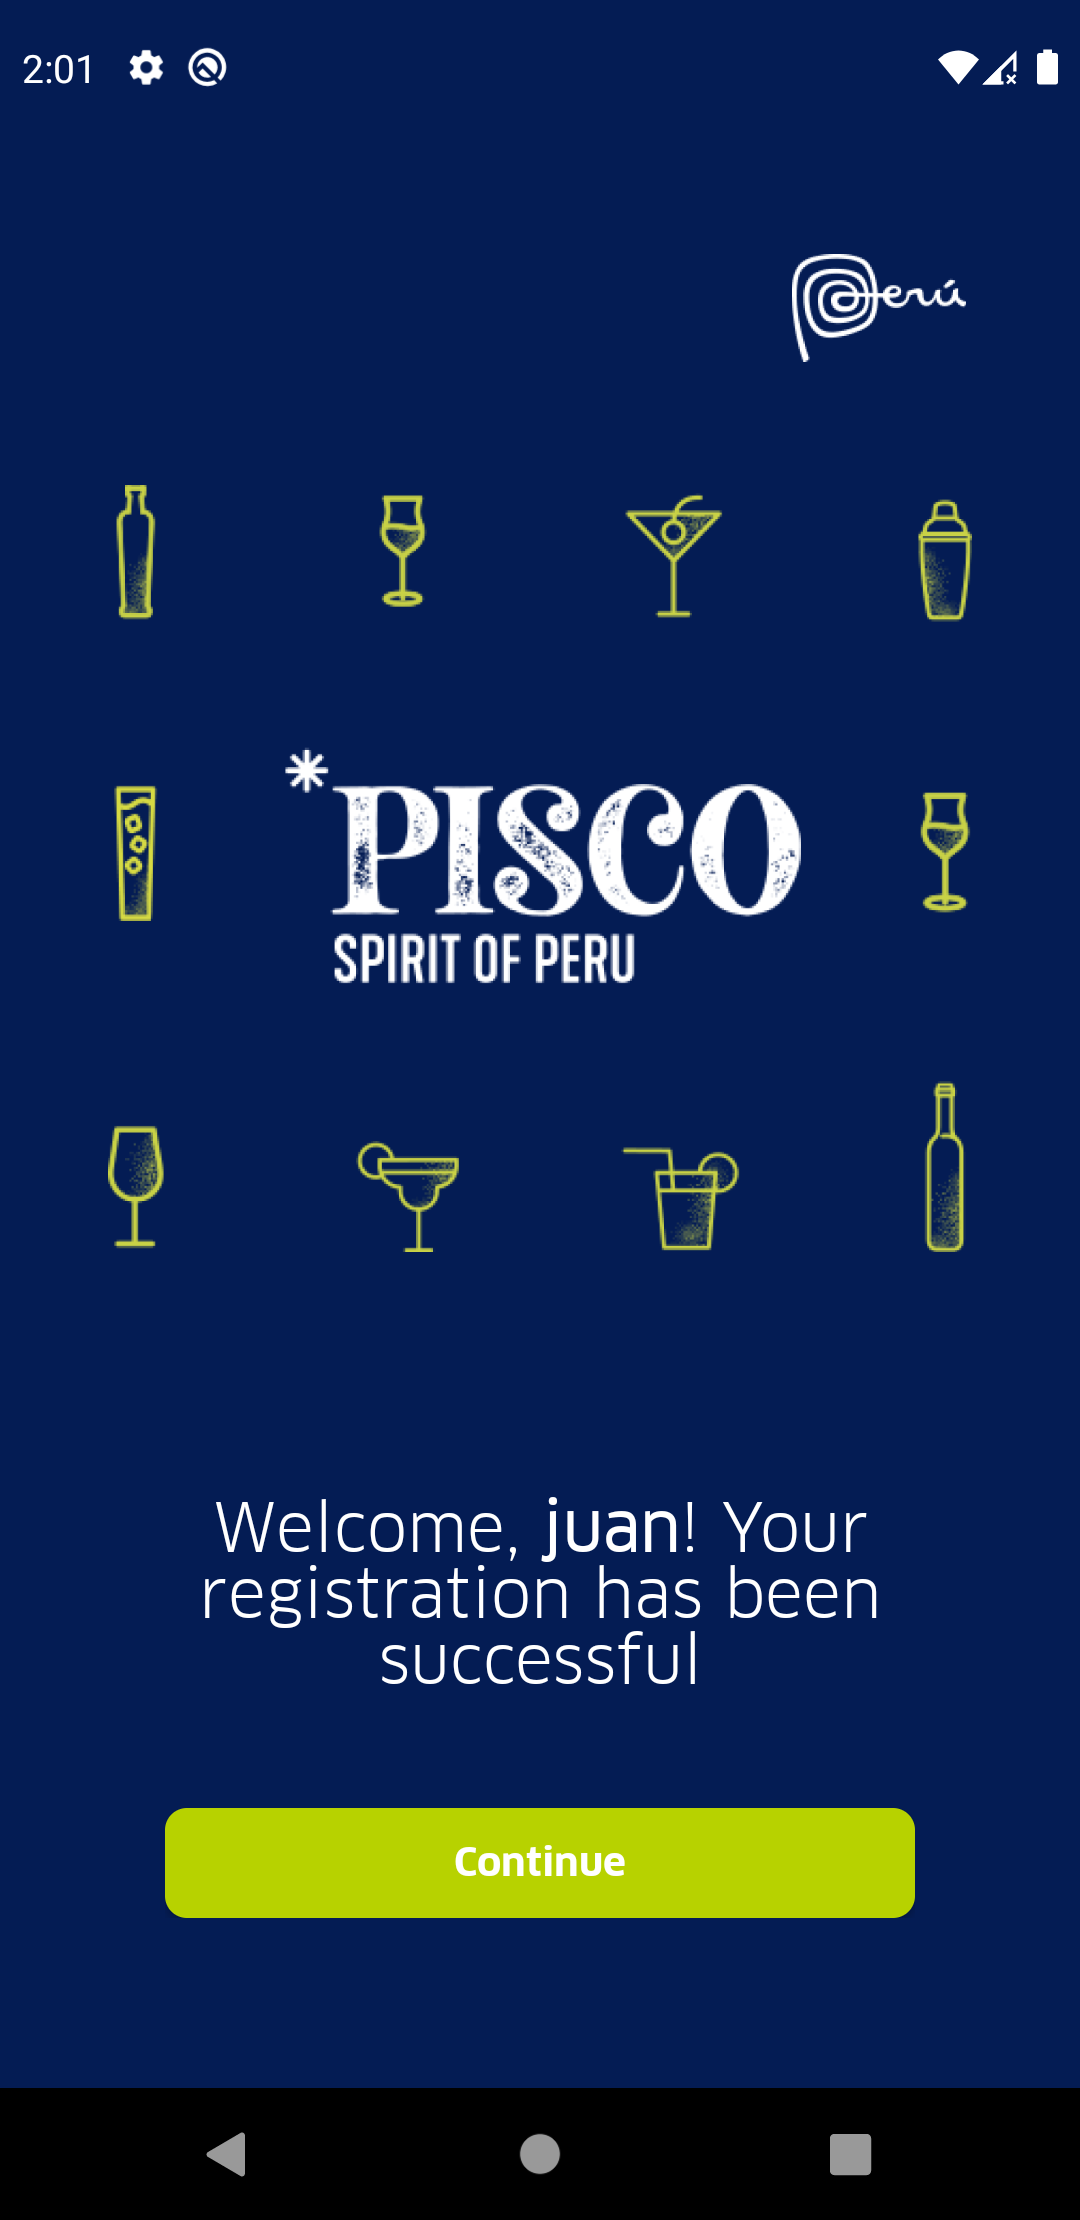 2:01
Perú
*PISCO
SPIRIT OF PERU
Welcome, juan! Your
registration has been
successful
Continue